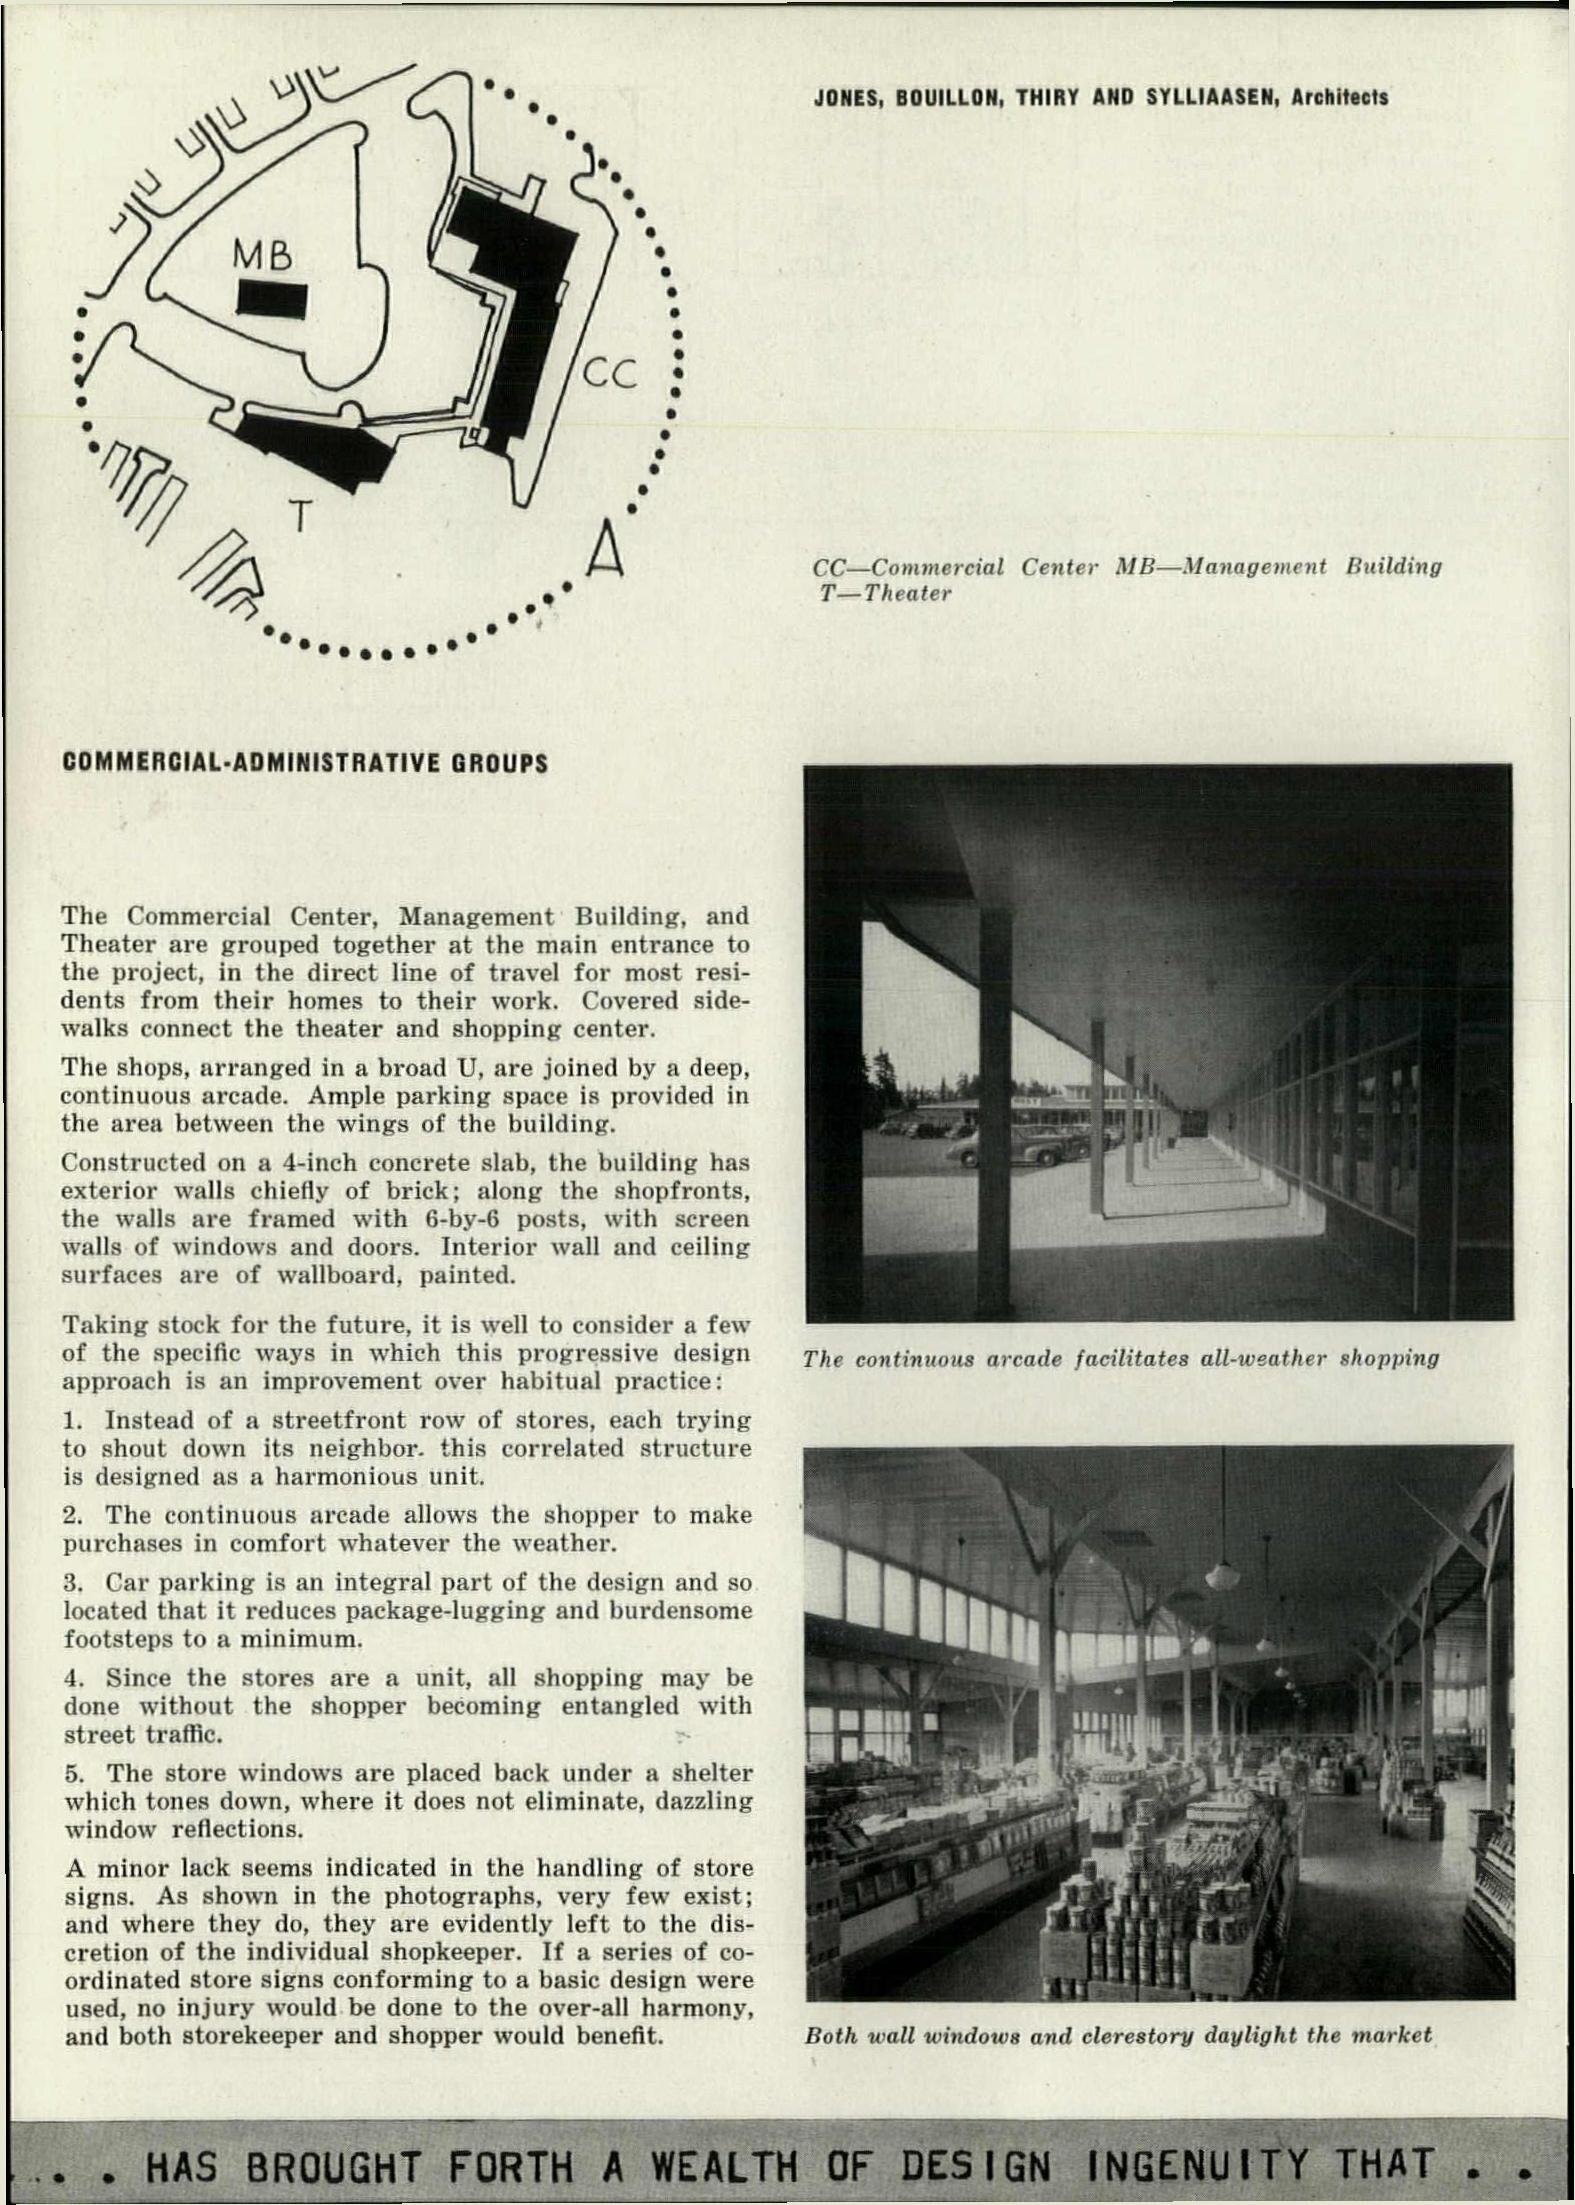 JONES, BOUILLON, THIRY AND SYLLIAASEN, Architects
MB
CC
T
A
CC—Commercial Center MB—Management Building
T—Theater
COMMERCIAL-ADMINISTRATIVE GROUPS
The Commercial Center, Management Building, and
Theater are grouped together at the main entrance to
the project, in the direct line of travel for most resi-
dents from their homes to their work. Covered side-
walks connect the theater and shopping center.
The shops, arranged in a broad U, are joined by a deep,
continuous arcade. Ample parking space is provided in
the area between the wings of the building.
Constructed on a 4-inch concrete slab, the building has
exterior walls chiefly of brick; along the shopfronts,
the walls are framed with 6-by-6 posts, with screen
walls of windows and doors. Interior wall and ceiling
surfaces are of wallboard, painted.
Taking stock for the future, it is well to consider a few
of the specific ways in which this progressive design
approach is an improvement over habitual practice:
1. Instead of a streetfront row of stores, each trying
to shout down its neighbor. this correlated structure
is designed as a harmonious unit.
2. The continuous arcade allows the shopper to make
purchases in comfort whatever the weather.
3. Car parking is an integral part of the design and so
located that it reduces package-lugging and burdensome
footsteps to a minimum.
4. Since the stores are a unit, all shopping may be
done without the shopper becoming entangled with
street traffic.
5. The store windows are placed back under a shelter
which tones down, where it does not eliminate, dazzling
window reflections.
A minor lack seems indicated in the handling of store
signs. As shown in the photographs, very few exist;
and where they do, they are evidently left to the dis-
cretion of the individual shopkeeper. If a series of co-
ordinated store signs conforming to a basic design were
used, no injury would be done to the over-all harmony,
and both storekeeper and shopper would benefit.
The continuous arcade facilitates all-weather shopping
Both wall windows and clerestory daylight the market
. . . HAS BROUGHT FORTH A WEALTH OF DESIGN INGENUITY THAT . .